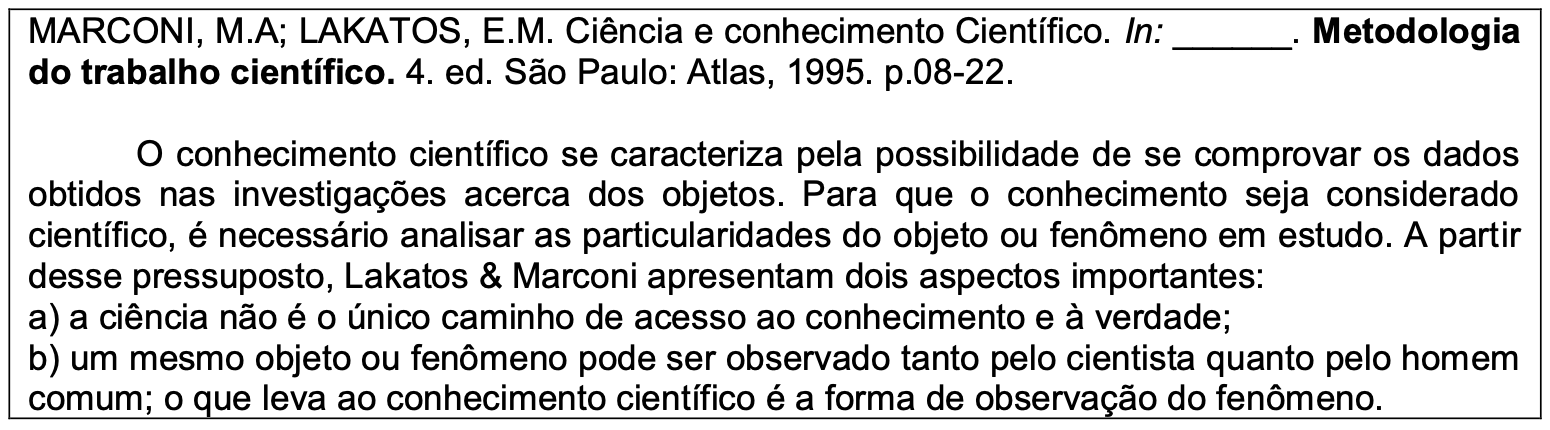 MARCONI, M.A; LAKATOS, E.M. Ciência e conhecimento Científico. In: ______. Metodologia
do trabalho científico. 4. ed. São Paulo: Atlas, 1995. p.08-22.
O conhecimento científico se caracteriza pela possibilidade de se comprovar os dados
obtidos nas investigações acerca dos objetos. Para que o conhecimento seja considerado
científico, é necessário analisar as particularidades do objeto ou fenômeno em estudo. A partir
desse pressuposto, Lakatos & Marconi apresentam dois aspectos importantes:
a) a ciência não é o único caminho de acesso ao conhecimento e à verdade;
b) um mesmo objeto ou fenômeno pode ser observado tanto pelo cientista quanto pelo homem
comum; o que leva ao conhecimento científico é a forma de observação do fenômeno.